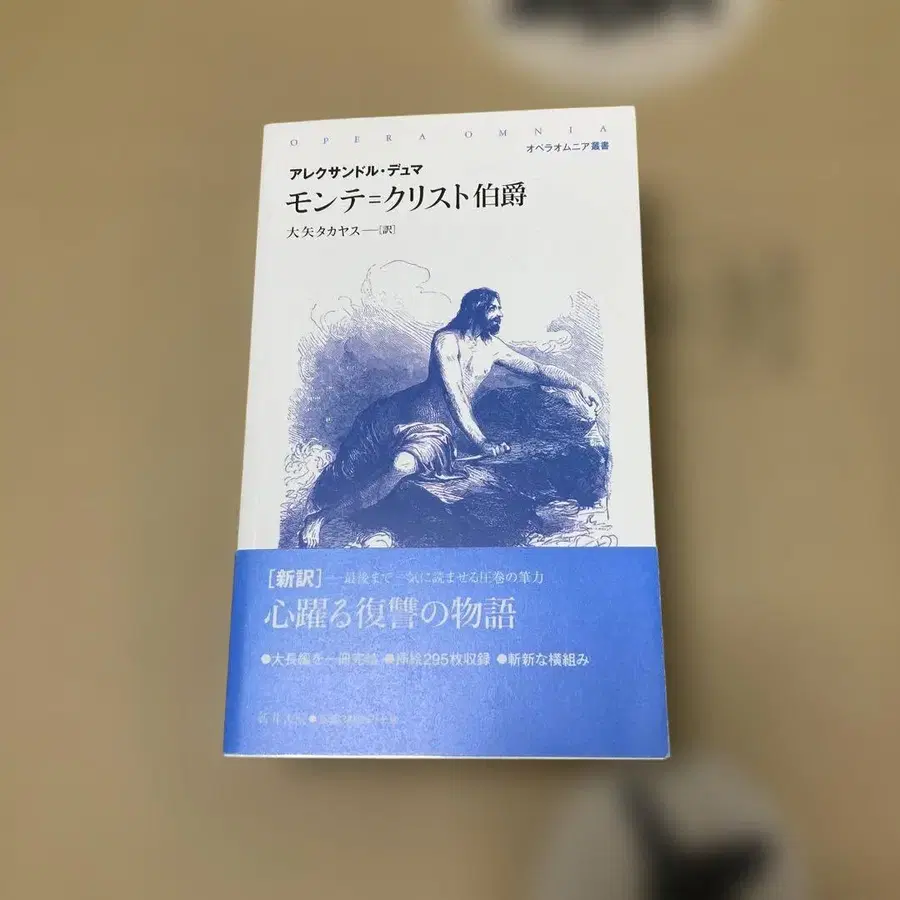 OPERA OMNIA
オペラオムニア叢書
アレクサンドル・デュマ
モンテ=クリスト伯爵
大矢タカヤス─[訳]
[新訳]──最後まで一気に読ませる圧巻の筆力
心躍る復讐の物語
●大長編を一冊完結 ●挿絵295枚収録 ●斬新な横組み